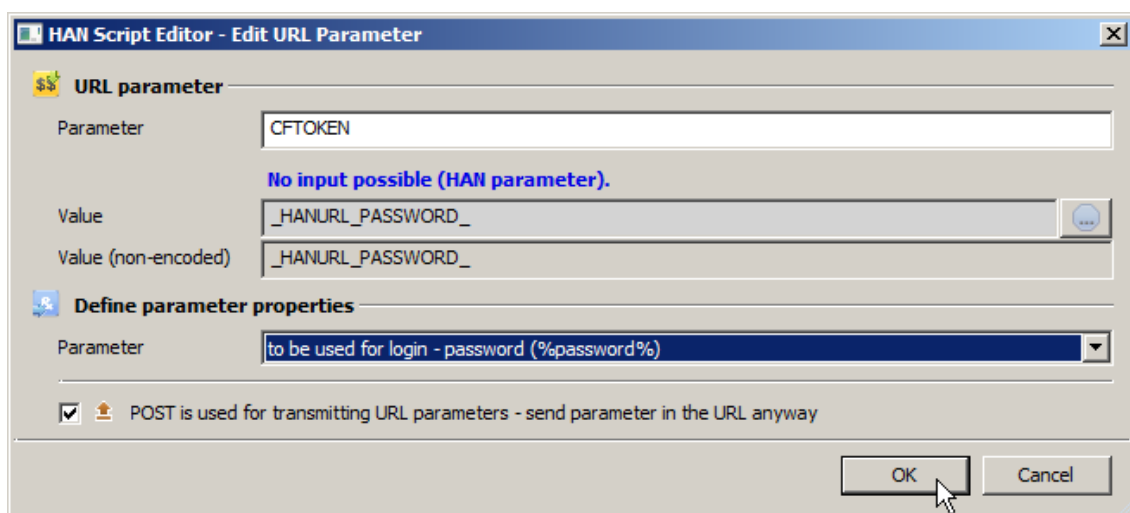 HAN Script Editor - Edit URL Parameter
URL parameter
Parameter CFTOKEN
No input possible (HAN parameter).
Value _HANURL_PASSWORD_ ...
Value (non-encoded) _HANURL_PASSWORD_
Define parameter properties
Parameter to be used for login - password (%password%)
POST is used for transmitting URL parameters - send parameter in the URL anyway
OK Cancel